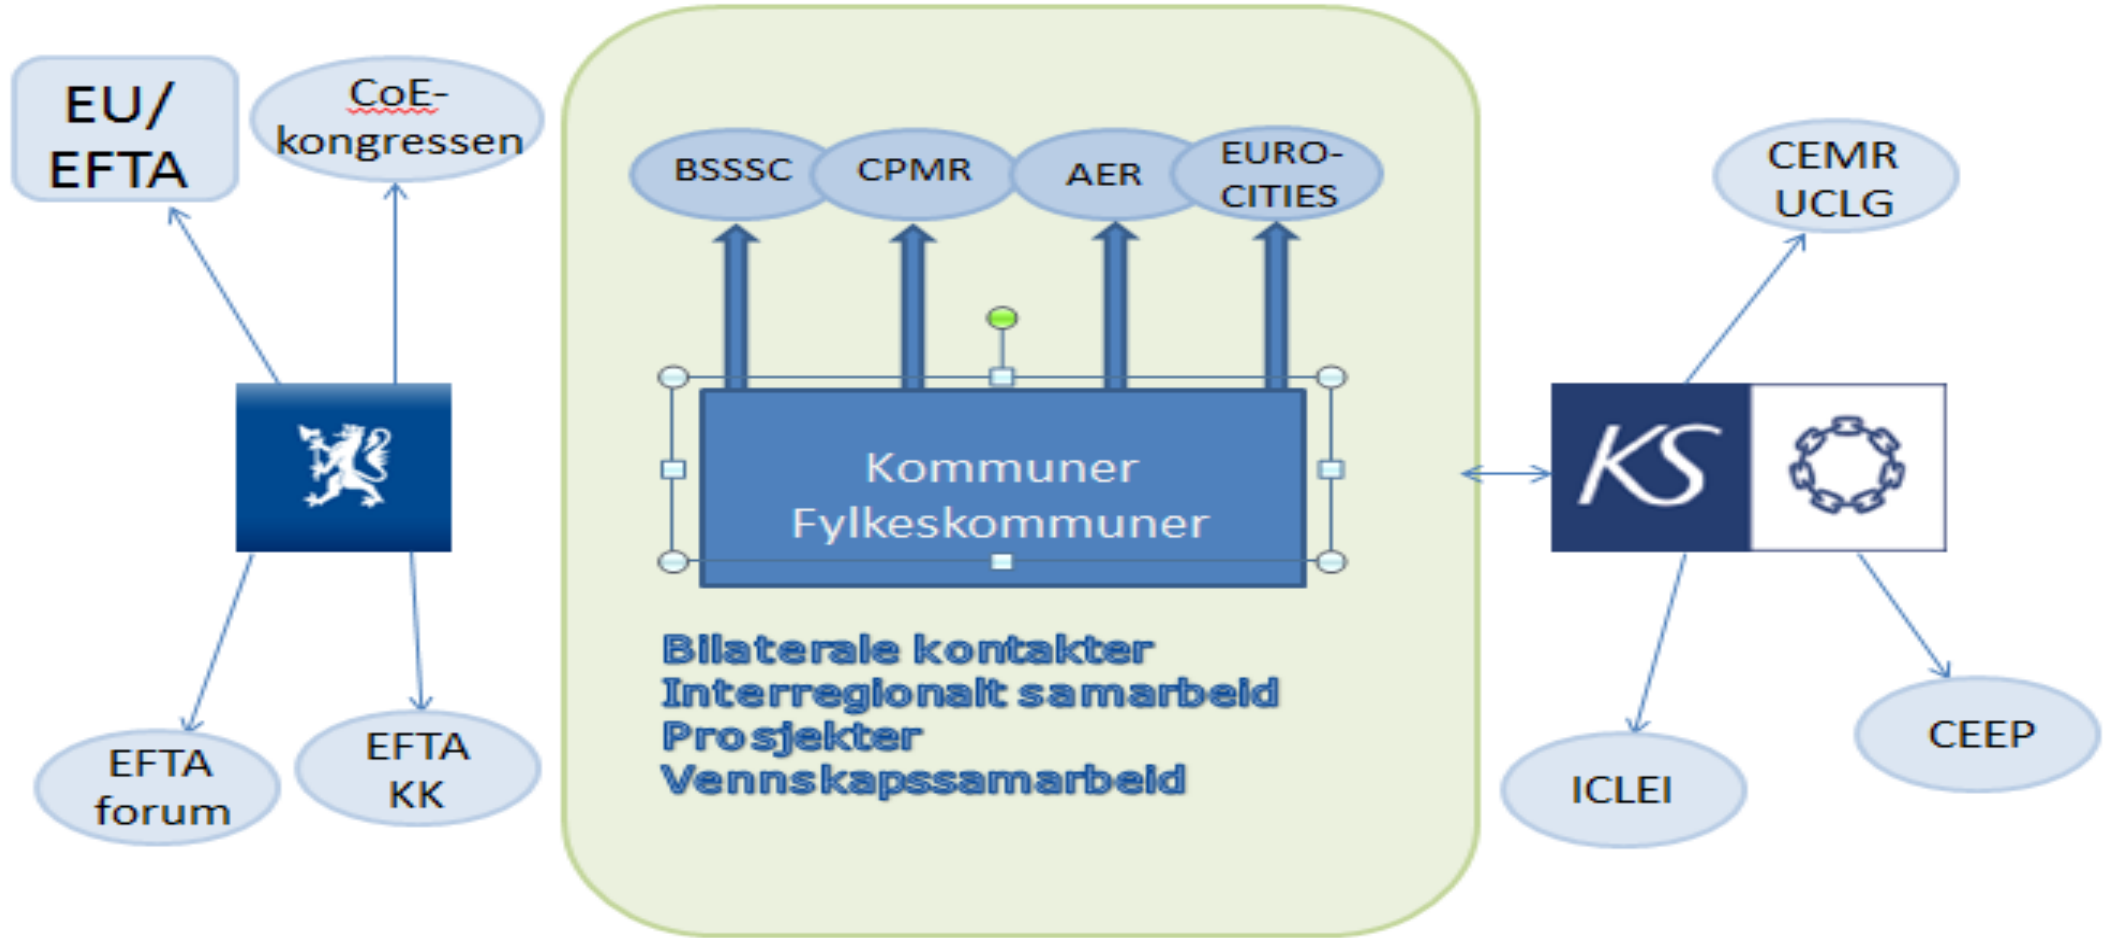 EU/
EFTA
CoE-
kongressen
BSSSC
CPMR
AER
EURO-
CITIES
CEMR
UCLG
Kommuner
Fylkeskommuner
KS
Bilaterale kontakter
Interregionalt samarbeid
Prosjekter
Vennskapssamarbeid
EFTA
forum
EFTA
KK
ICLEI
CEEP